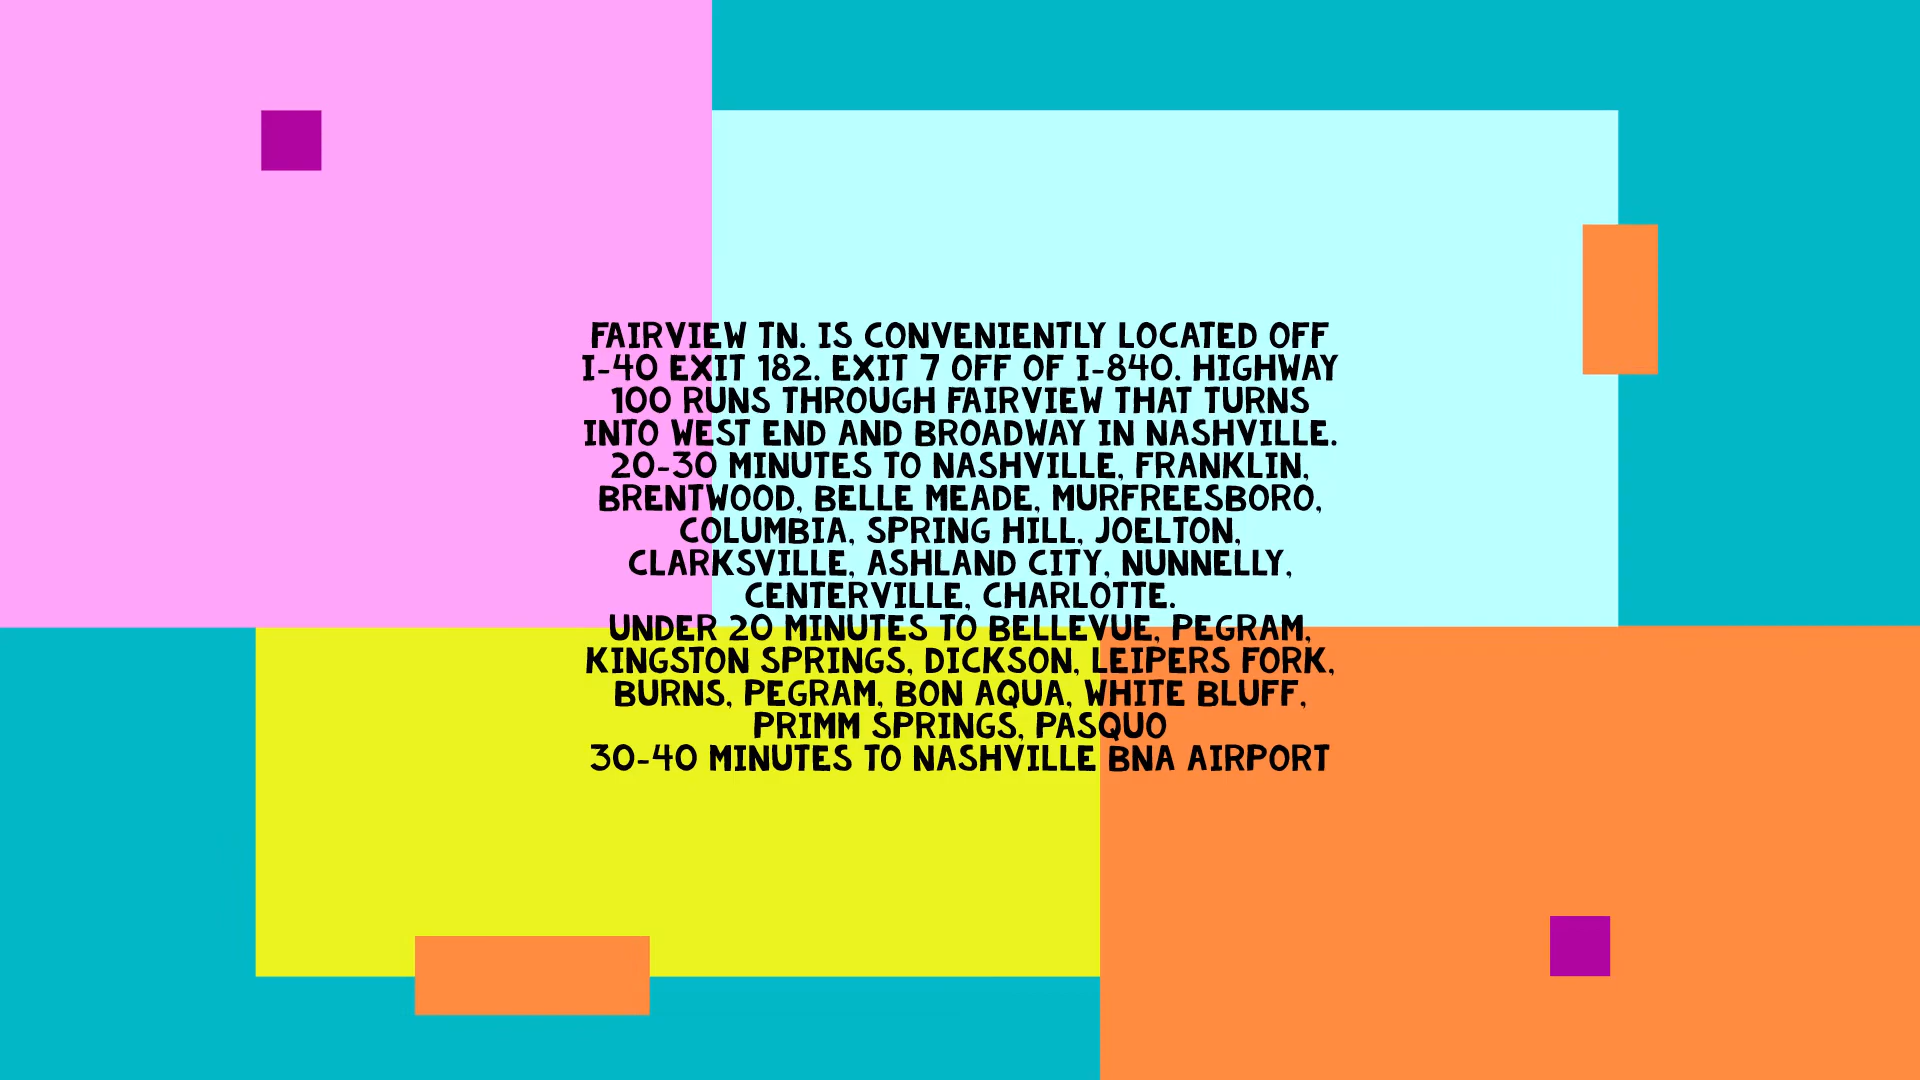 FAIRVIEW TN. IS CONVENIENTLY LOCATED OFF
I-40 EXIT 182. EXIT 7 OFF OF I-840. HIGHWAY
100 RUNS THROUGH FAIRVIEW THAT TURNS
INTO WEST END AND BROADWAY IN NASHVILLE.
20-30 MINUTES TO NASHVILLE, FRANKLIN,
BRENTWOOD, BELLE MEADE, MURFREESBORO,
COLUMBIA, SPRING HILL, JOELTON,
CLARKSVILLE, ASHLAND CITY, NUNNELLY,
CENTERVILLE, CHARLOTTE.
UNDER 20 MINUTES TO BELLEVUE, PEGRAM,
KINGSTON SPRINGS, DICKSON, LEIPERS FORK,
BURNS, PEGRAM, BON AQUA, WHITE BLUFF,
PRIMM SPRINGS, PASQUO
30-40 MINUTES TO NASHVILLE BNA AIRPORT